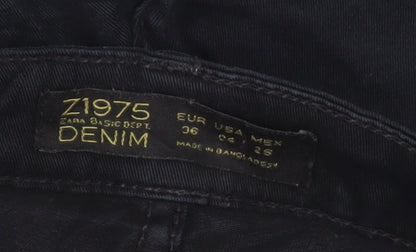 Z1975
ZARA BASIC DEPT.
DENIM
EUR USA MEX
36 04 26
MADE IN BANGLADESH